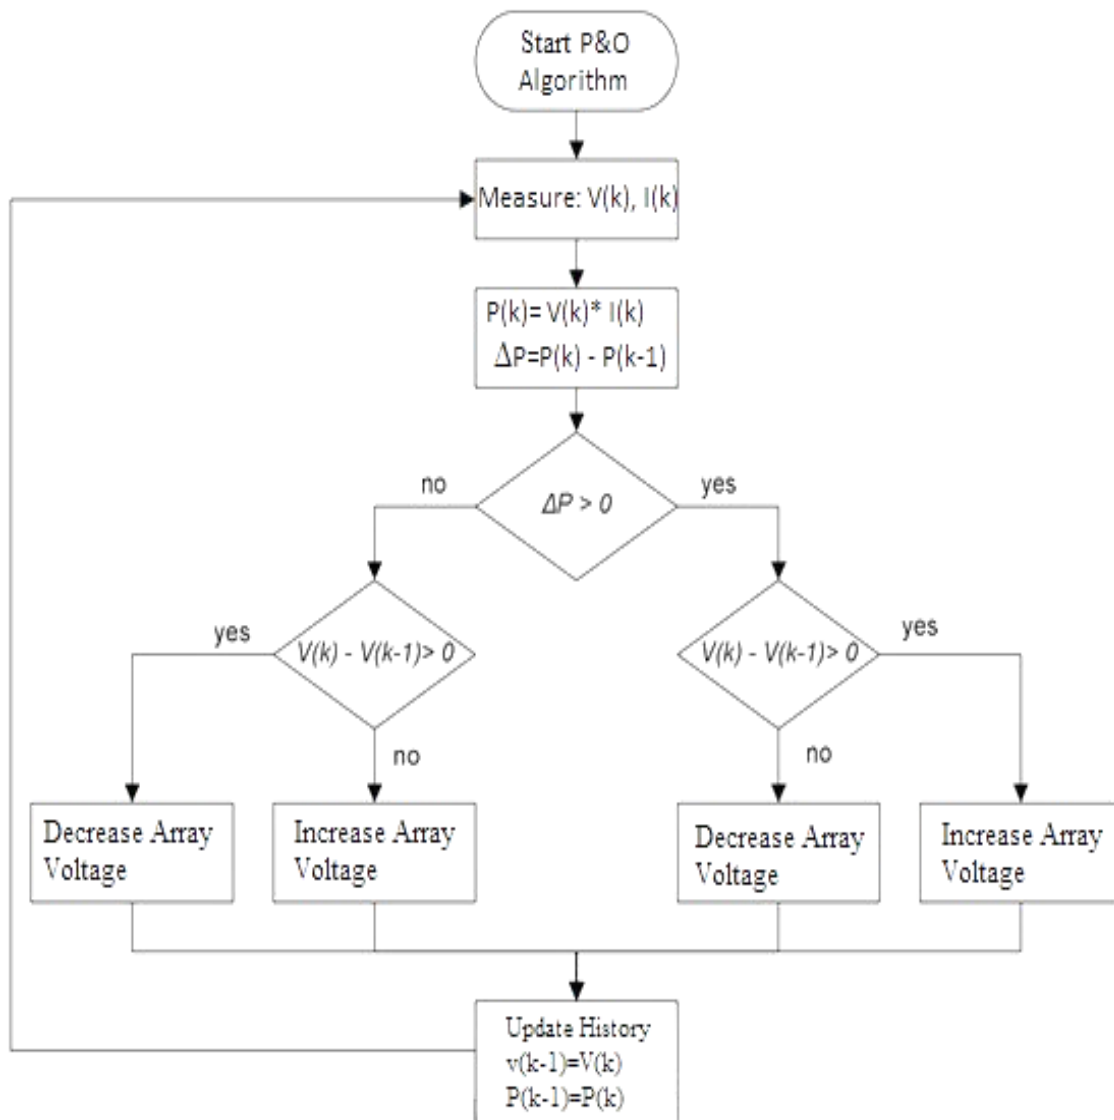 Start P&O
Algorithm
Measure: V(k), I(k)
P(k)= V(k)* I(k)
ΔP=P(k) - P(k-1)
no
yes
ΔP > 0
yes
V(k) - V(k-1)> 0
V(k) - V(k-1)> 0
yes
no
no
Decrease Array
Voltage
Increase Array
Voltage
Decrease Array
Voltage
Increase Array
Voltage
Update History
v(k-1)=V(k)
P(k-1)=P(k)